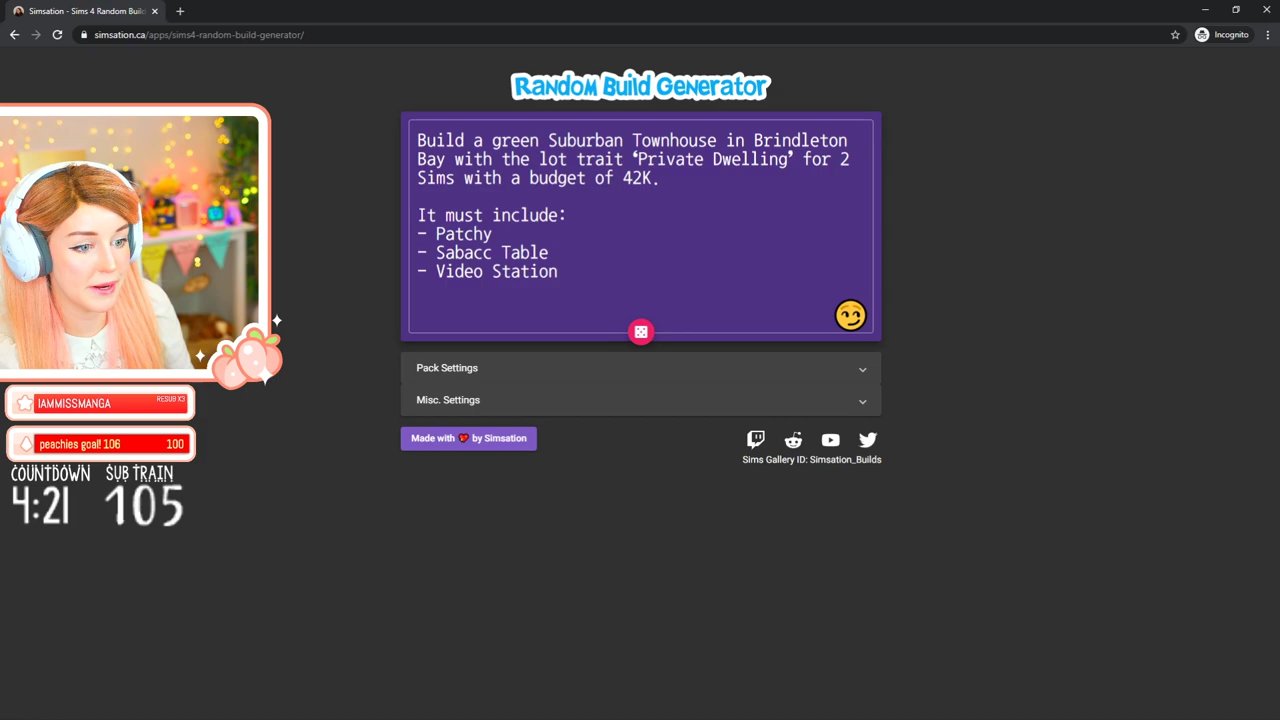 Simsation - Sims 4 Random Buil
simsation.ca/apps/sims4-random-build-generator/
Incognito
Random Build Generator
Build a green Suburban Townhouse in Brindleton
Bay with the lot trait ‘Private Dwelling’ for 2
Sims with a budget of 42K.
It must include:
- Patchy
- Sabacc Table
- Video Station
Pack Settings
Misc. Settings
Made with ❤️ by Simsation
Sims Gallery ID: Simsation_Builds
IAMMISSMANGA RESUB X3
peachies goal! 106 100
COUNTDOWN SUB TRAIN
4:21 105